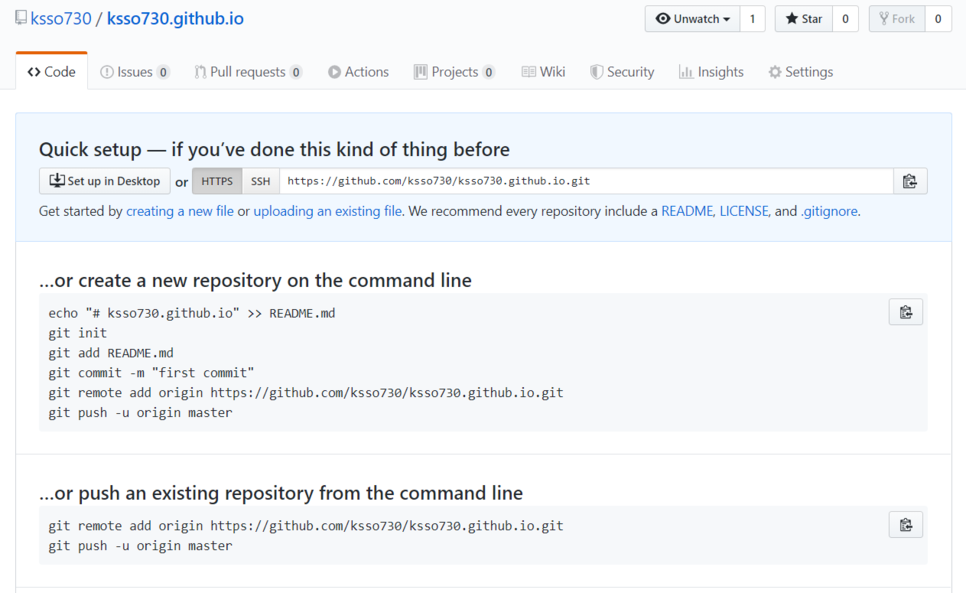 ksso730 / ksso730.github.io
Unwatch 1 Star 0 Fork 0
Code Issues 0 Pull requests 0 Actions Projects 0 Wiki Security Insights Settings
Quick setup — if you’ve done this kind of thing before
Set up in Desktop or HTTPS SSH https://github.com/ksso730/ksso730.github.io.git
Get started by creating a new file or uploading an existing file. We recommend every repository include a README, LICENSE, and .gitignore.
…or create a new repository on the command line
echo "# ksso730.github.io" >> README.md
git init
git add README.md
git commit -m "first commit"
git remote add origin https://github.com/ksso730/ksso730.github.io.git
git push -u origin master
…or push an existing repository from the command line
git remote add origin https://github.com/ksso730/ksso730.github.io.git
git push -u origin master